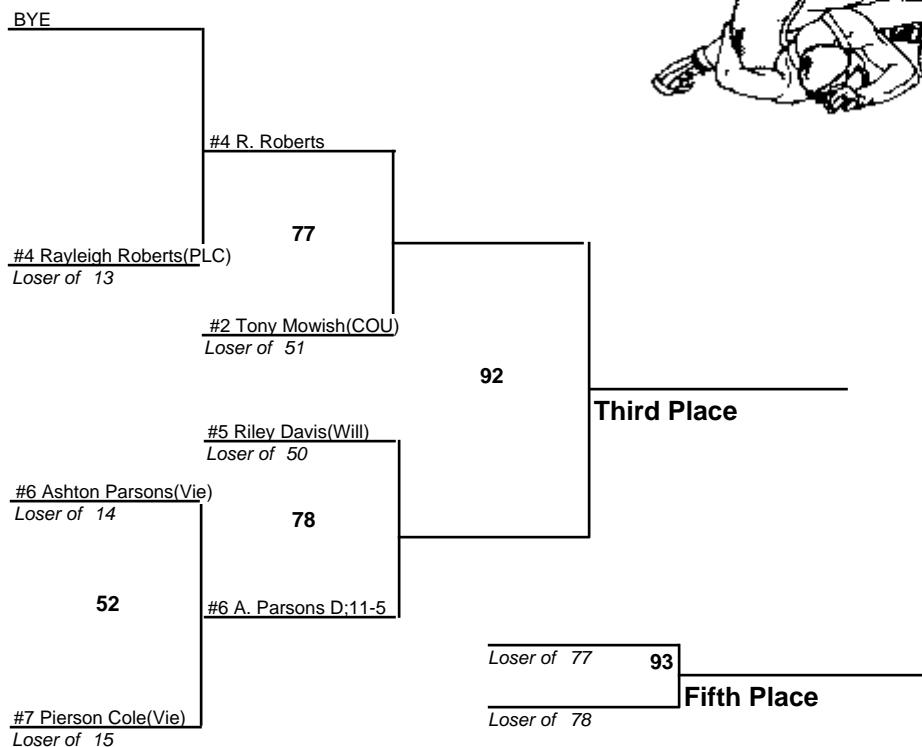 BYE
#4 R. Roberts
77
#4 Rayleigh Roberts(PLC)
Loser of 13
#2 Tony Mowish(COU)
Loser of 51
92
Third Place
#5 Riley Davis(Will)
Loser of 50
#6 Ashton Parsons(Vie)
Loser of 14
78
52
#6 A. Parsons D;11-5
Loser of 77
93
Fifth Place
Loser of 78
#7 Pierson Cole(Vie)
Loser of 15